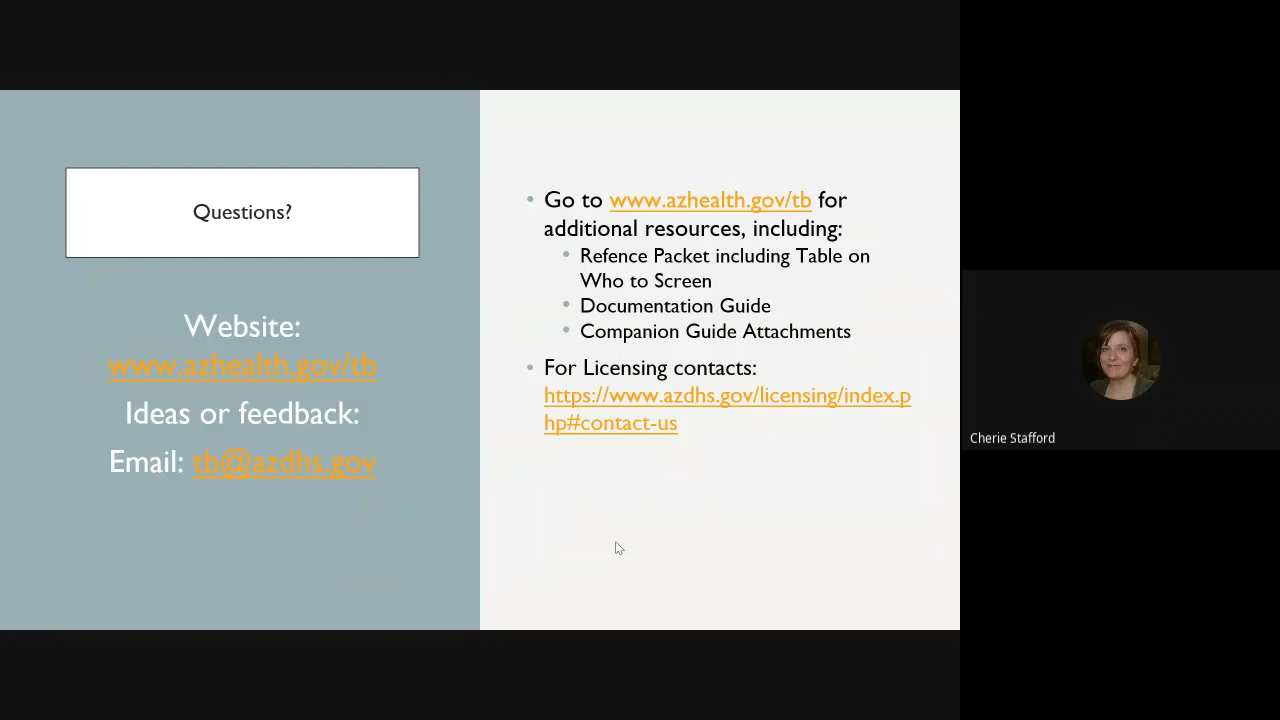 Questions?
Website:
www.azhealth.gov/tb
Ideas or feedback:
Email: tb@azdhs.gov
• Go to www.azhealth.gov/tb for
additional resources, including:
• Refence Packet including Table on
Who to Screen
• Documentation Guide
• Companion Guide Attachments
• For Licensing contacts:
https://www.azdhs.gov/licensing/index.p
hp#contact-us
Cherie Stafford